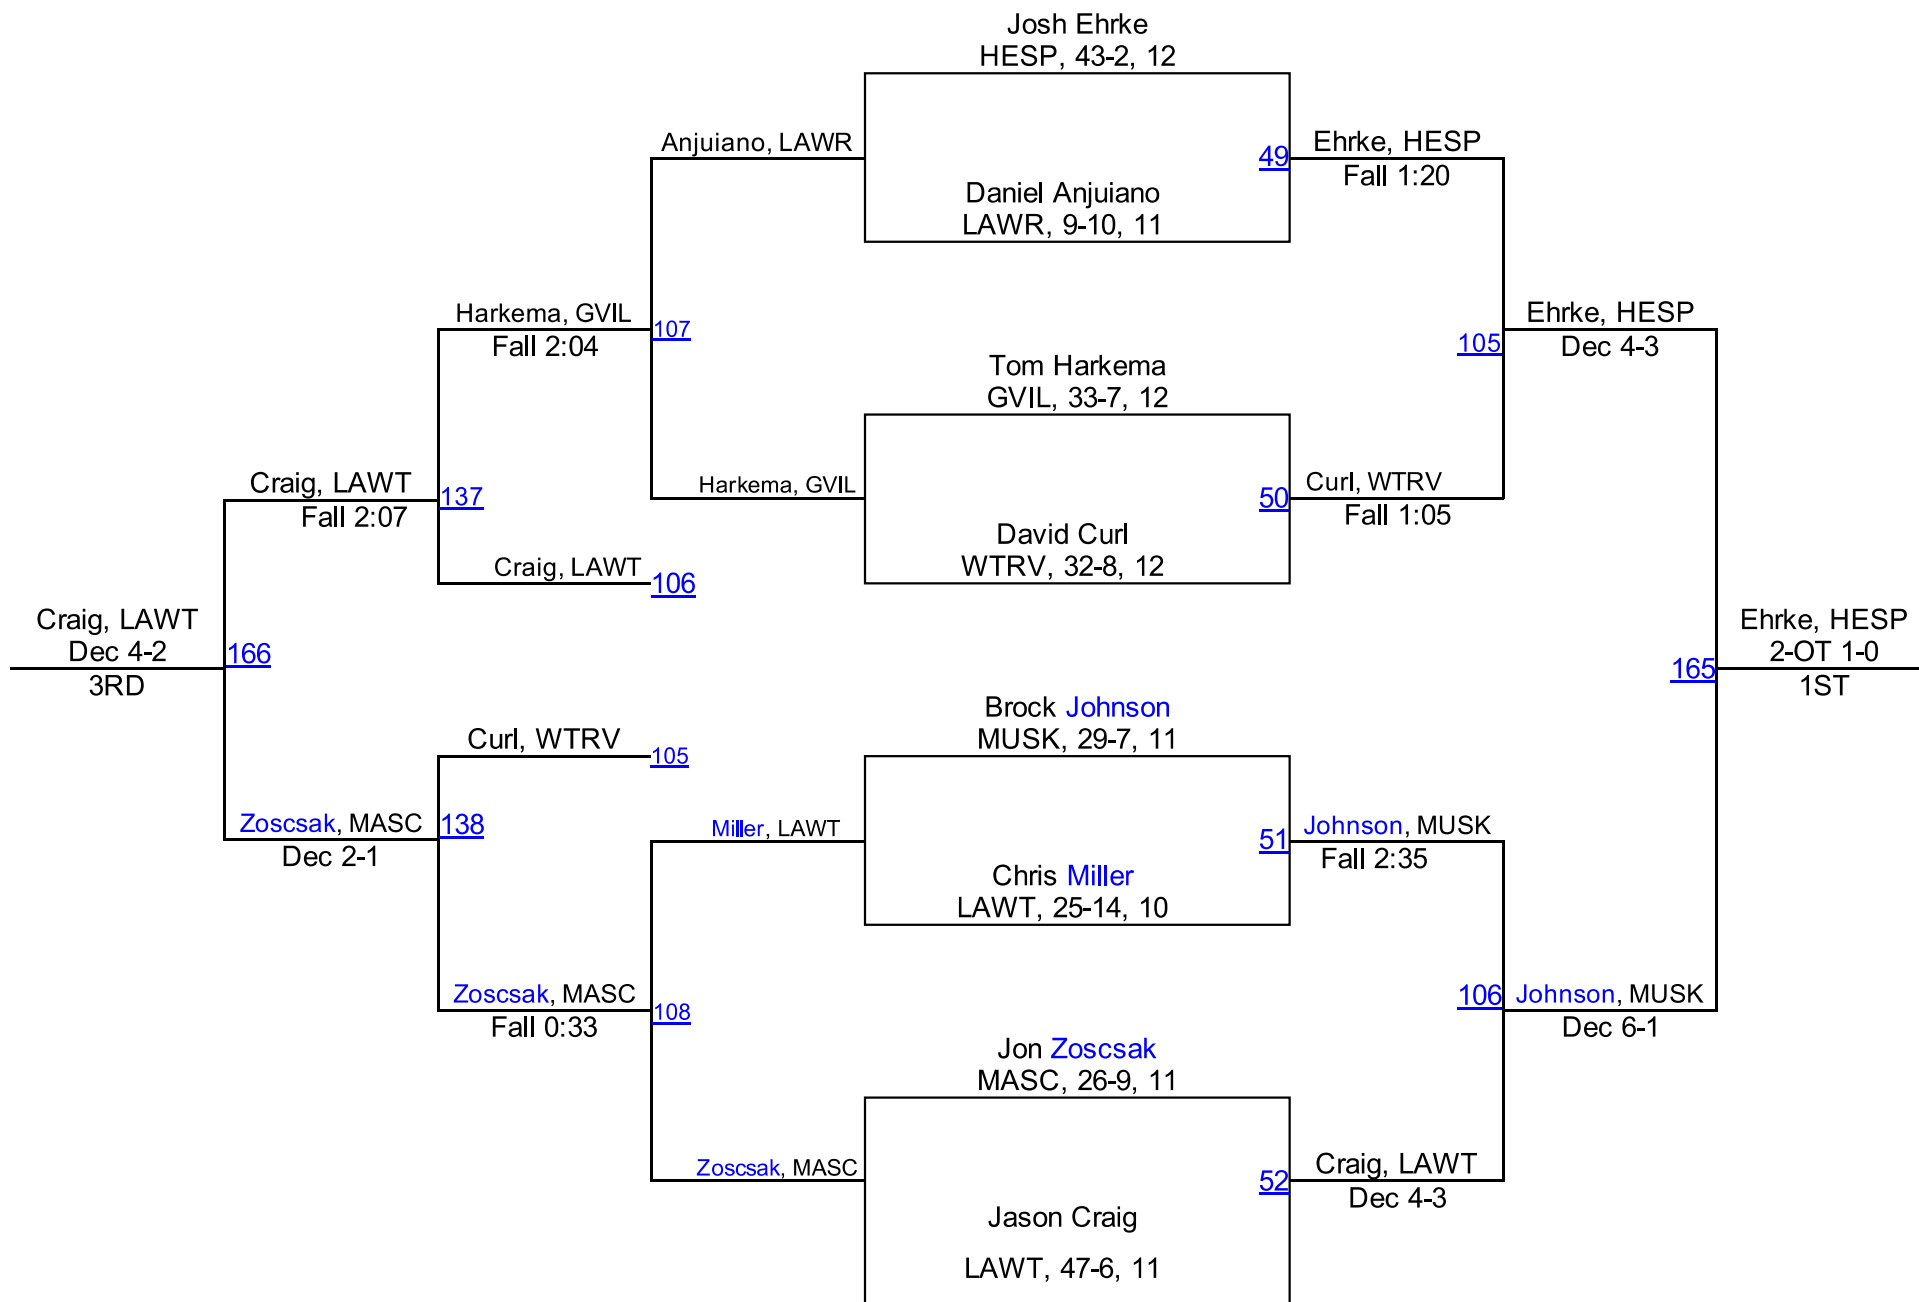 Josh Ehrke
HESP, 43-2, 12
Anjuiano, LAWR
49
Ehrke, HESP
Fall 1:20
Daniel Anjuiano
LAWR, 9-10, 11
Harkema, GVIL
Fall 2:04
107
105
Ehrke, HESP
Dec 4-3
Tom Harkema
GVIL, 33-7, 12
Craig, LAWT
Fall 2:07
137
Harkema, GVIL
50
Curl, WTRV
Fall 1:05
David Curl
WTRV, 32-8, 12
Craig, LAWT
106
Craig, LAWT
Dec 4-2
3RD
166
165
Ehrke, HESP
2-OT 1-0
1ST
Brock Johnson
MUSK, 29-7, 11
Curl, WTRV
105
Zoscsak, MASC
Dec 2-1
138
Miller, LAWT
51
Johnson, MUSK
Fall 2:35
Chris Miller
LAWT, 25-14, 10
Zoscsak, MASC
Fall 0:33
108
106
Johnson, MUSK
Dec 6-1
Jon Zoscsak
MASC, 26-9, 11
Zoscsak, MASC
52
Craig, LAWT
Dec 4-3
Jason Craig
LAWT, 47-6, 11